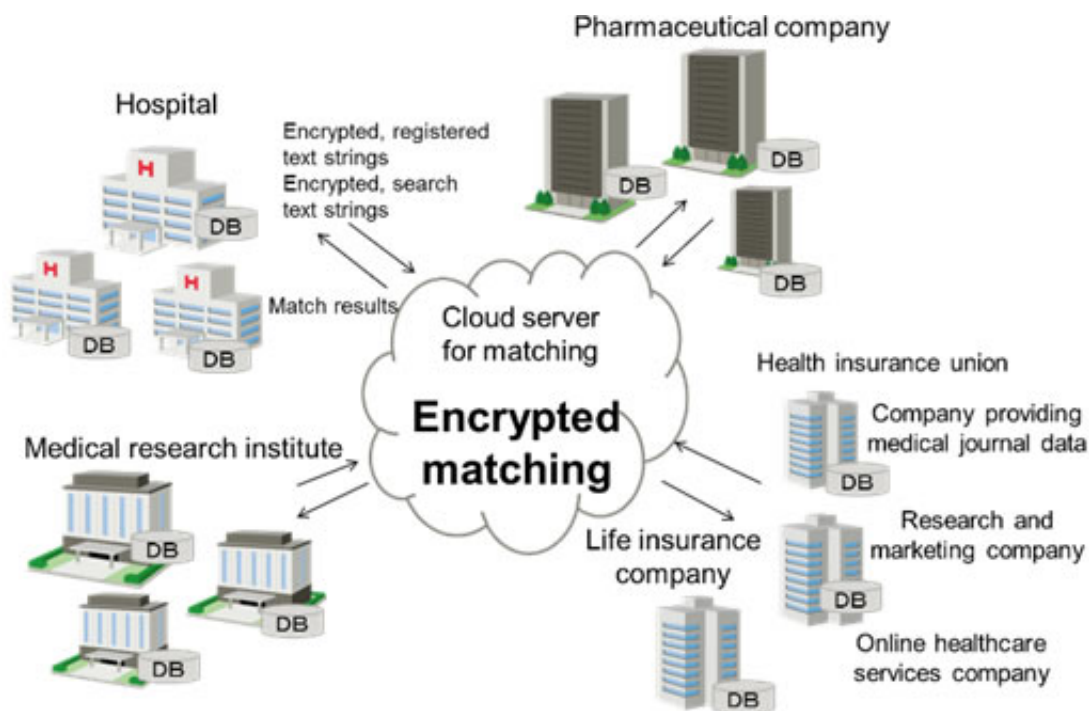 Pharmaceutical company
DB
DB
DB
Hospital
H
DB
H
DB
H
DB
Encrypted, registered
text strings
Encrypted, search
text strings
Match results
Cloud server
for matching
Encrypted
matching
Medical research institute
DB
DB
DB
Health insurance union
Company providing
medical journal data
DB
Research and
marketing company
DB
Life insurance
company
DB
Online healthcare
services company